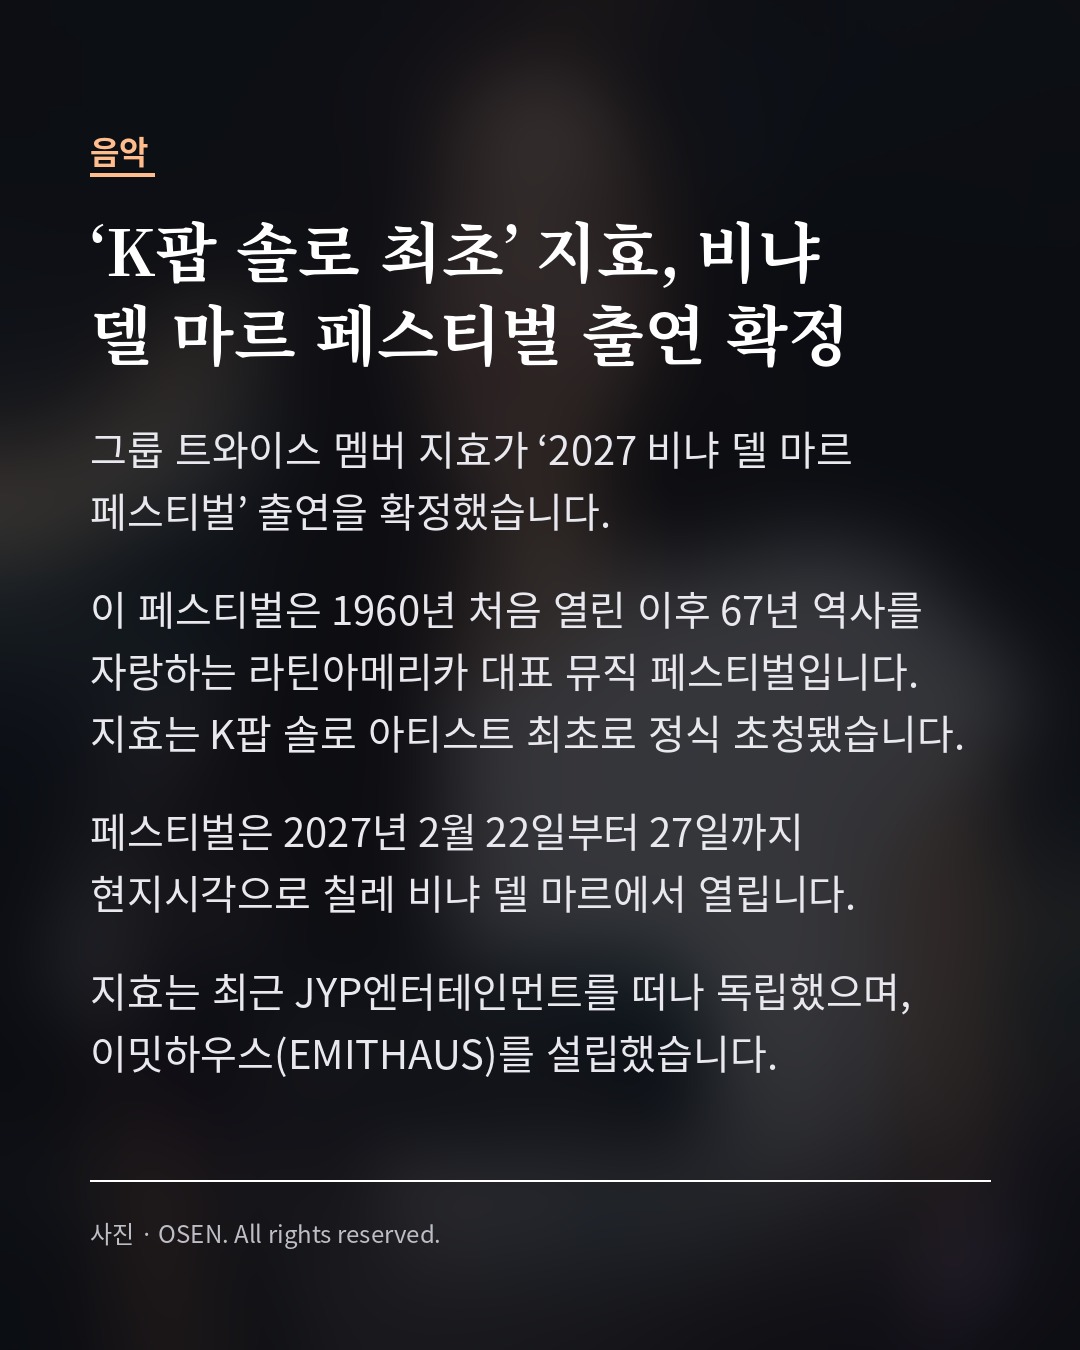 음악
‘K팝 솔로 최초’ 지효, 비냐
델 마르 페스티벌 출연 확정
그룹 트와이스 멤버 지효가 ‘2027 비냐 델 마르
페스티벌’ 출연을 확정했습니다.
이 페스티벌은 1960년 처음 열린 이후 67년 역사를
자랑하는 라틴아메리카 대표 뮤직 페스티벌입니다.
지효는 K팝 솔로 아티스트 최초로 정식 초청됐습니다.
페스티벌은 2027년 2월 22일부터 27일까지
현지시각으로 칠레 비냐 델 마르에서 열립니다.
지효는 최근 JYP엔터테인먼트를 떠나 독립했으며,
이밋하우스(EMITHAUS)를 설립했습니다.
사진 · OSEN. All rights reserved.